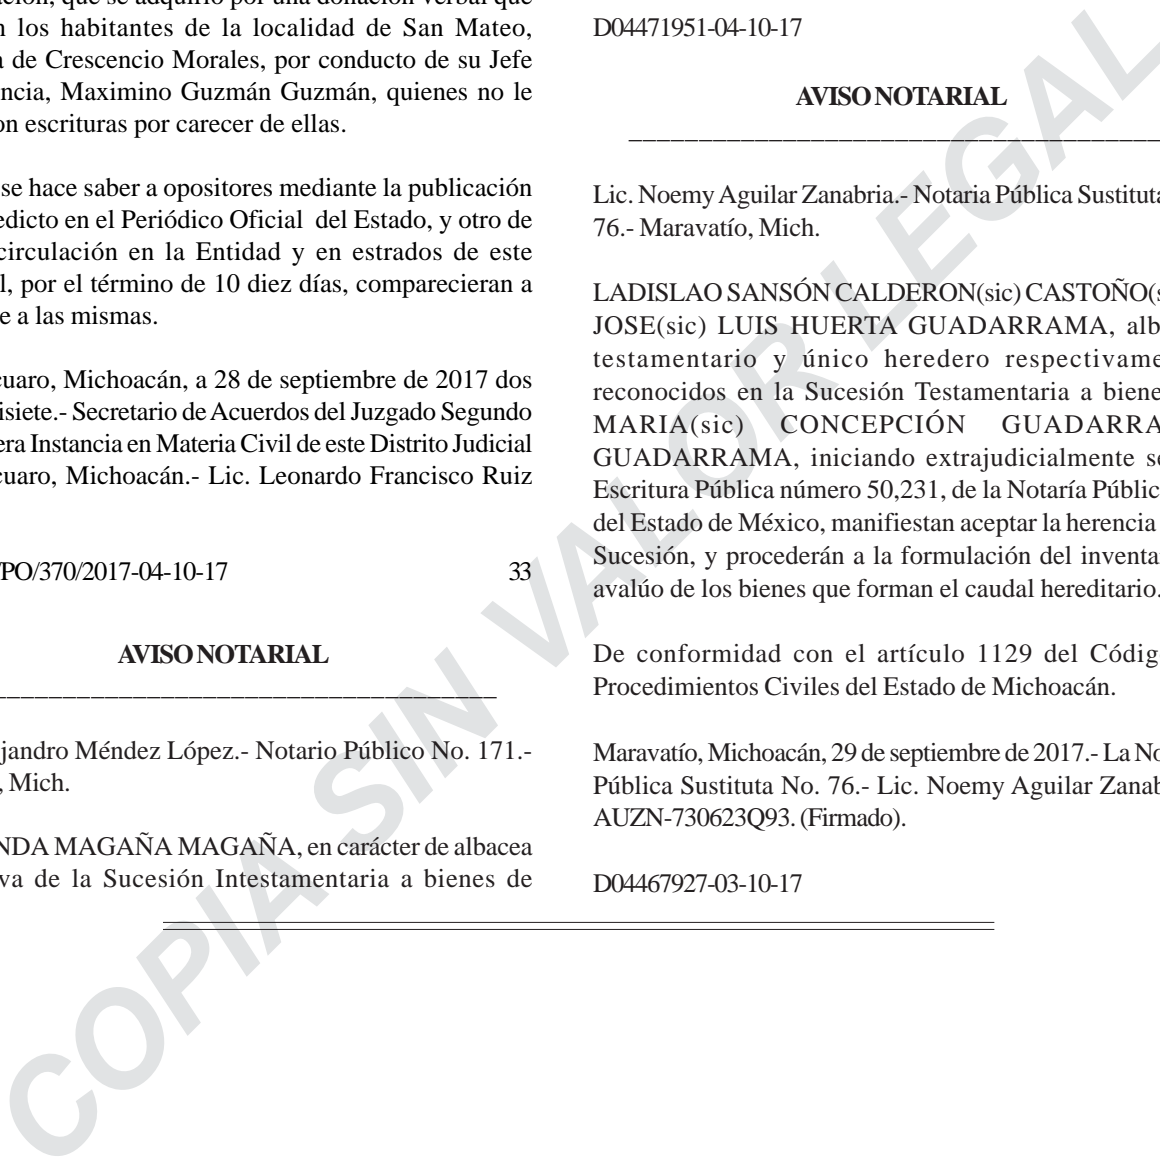 que se adquirió por una donación verbal que
los habitantes de la localidad de San Mateo,
de Crescencio Morales, por conducto de su Jefe
Maximino Guzmán Guzmán, quienes no le
escrituras por carecer de ellas.
se hace saber a opositores mediante la publicación
edicto en el Periódico Oficial del Estado, y otro de
circulación en la Entidad y en estrados de este
por el término de 10 diez días, comparecieran a
a las mismas.
Michoacán, a 28 de septiembre de 2017 dos
Secretario de Acuerdos del Juzgado Segundo
Instancia en Materia Civil de este Distrito Judicial
Michoacán.- Lic. Leonardo Francisco Ruiz
/PO/370/2017-04-10-17 33
AVISO NOTARIAL
Méndez López.- Notario Público No. 171.-
Mich.
MAGAÑA MAGAÑA, en carácter de albacea
de la Sucesión Intestamentaria a bienes de
D04471951-04-10-17
AVISO NOTARIAL
Lic. Noemy Aguilar Zanabria.- Notaria Pública Sustituta
76.- Maravatío, Mich.
LADISLAO SANSÓN CALDERON(sic) CASTOÑO(s
JOSE(sic) LUIS HUERTA GUADARRAMA, alb
testamentario y único heredero respectivame
reconocidos en la Sucesión Testamentaria a biene
MARIA(sic) CONCEPCIÓN GUADARRA
GUADARRAMA, iniciando extrajudicialmente se
Escritura Pública número 50,231, de la Notaría Públic
del Estado de México, manifiestan aceptar la herencia
Sucesión, y procederán a la formulación del inventa
avalúo de los bienes que forman el caudal hereditario.
De conformidad con el artículo 1129 del Códig
Procedimientos Civiles del Estado de Michoacán.
Maravatío, Michoacán, 29 de septiembre de 2017.- La No
Pública Sustituta No. 76.- Lic. Noemy Aguilar Zanab
AUZN-730623Q93. (Firmado).
D04467927-03-10-17
COPIA SIN VALOR LEGAL